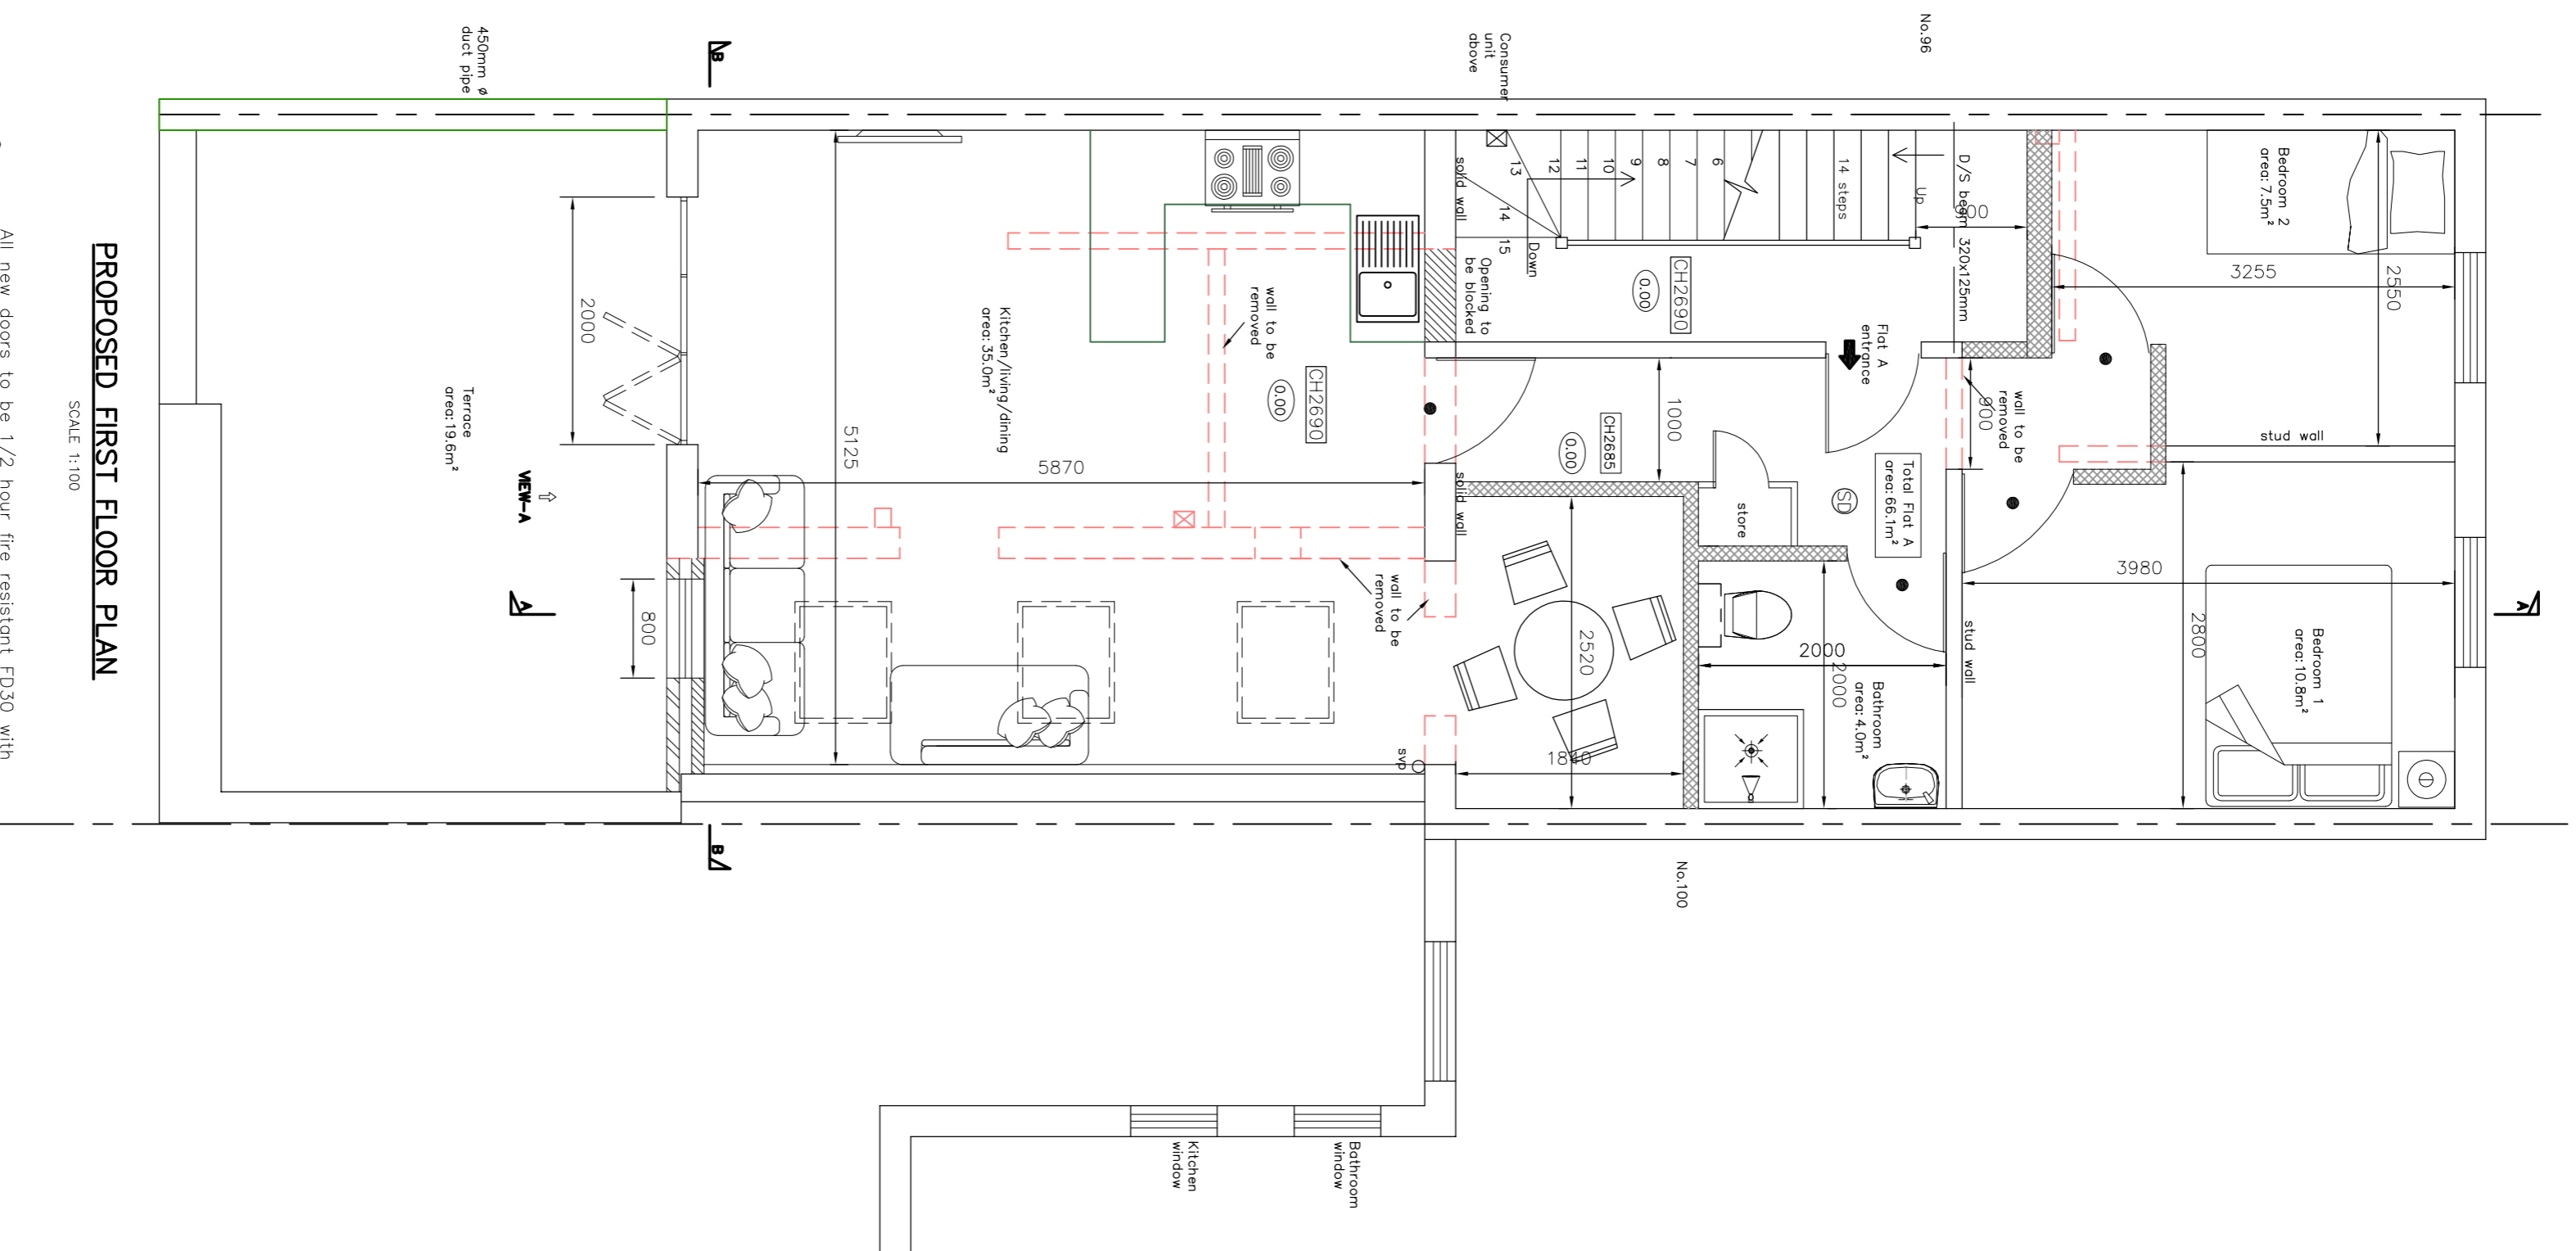 No.96
Consumer
unit
above
450mm ø
duct pipe
B
Bedroom 2
area: 7.5m²
3255
2550
D/S beam 320x125mm
900
Up
14 steps
6
7
8
9
10
11
12
13
14
15
Down
solid wall
Opening to
be blocked
CH2690
0.00
Flat A
entrance
wall to be
removed
900
stud wall
1000
CH2685
0.00
Total Flat A
area: 66.1m²
SD
store
solid wall
wall to be
removed
CH2690
0.00
Kitchen/living/dining
area: 35.0m²
5125
5870
2000
Terrace
area:19.6m²
VIEW-A
A
800
wall to be
removed
svp
2520
1810
2000
2000
Bathroom
area: 4.0m²
stud wall
3980
2800
Bedroom 1
area:10.8m²
A
B
No.100
Kitchen
window
Bathroom
window
PROPOSED FIRST FLOOR PLAN
SCALE 1:100
All new doors to be 1/2 hour fire resistant FD30 with